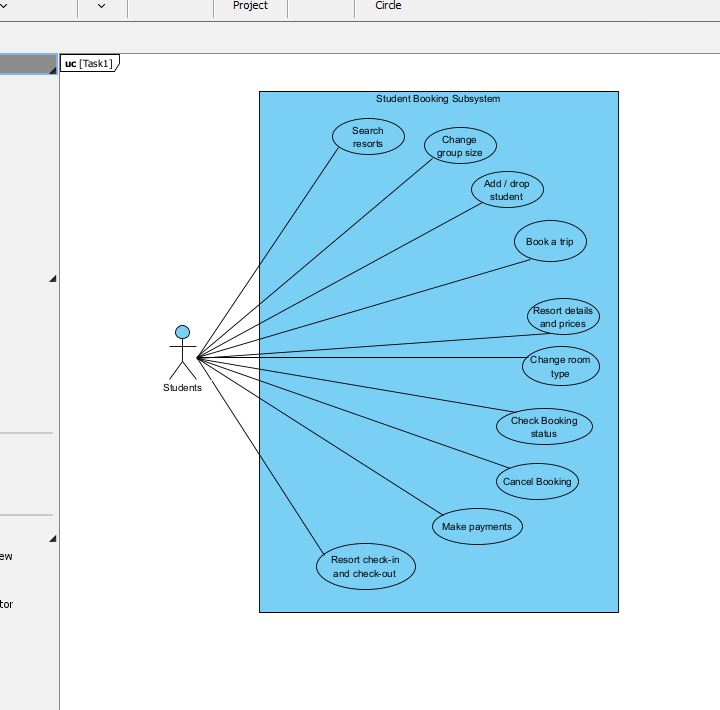 Project
Circle
uc [Task1]
Student Booking Subsystem
Search
resorts
Change
group size
Add / drop
student
Book a trip
Resort details
and prices
Change room
type
Students
Check Booking
status
Cancel Booking
Make payments
Resort check-in
and check-out